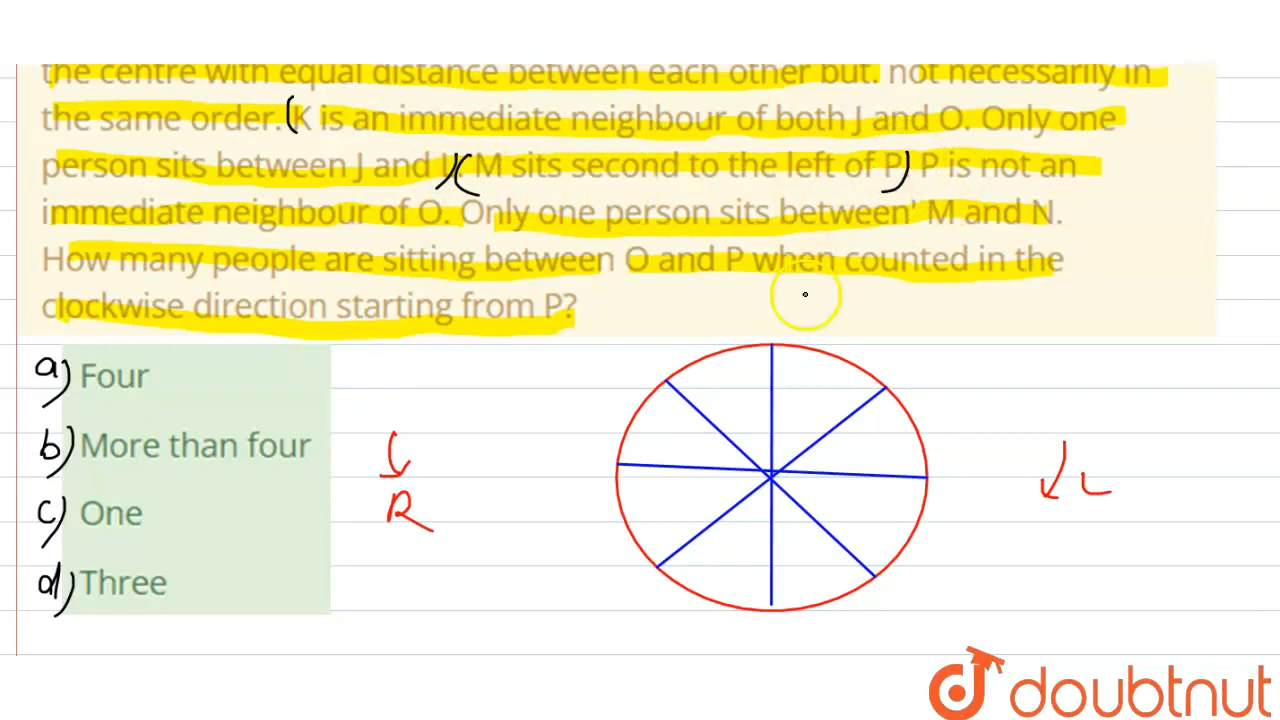 the centre with equal distance between each other but. not necessarily in
the same order. (K is an immediate neighbour of both J and O. Only one
person sits between J and M sits second to the left of P) P is not an
immediate neighbour of O. Only one person sits between' M and N.
How many people are sitting between O and P when counted in the
clockwise direction starting from P?
a) Four
b) More than four
c) One
d) Three
R
L
doubtnut